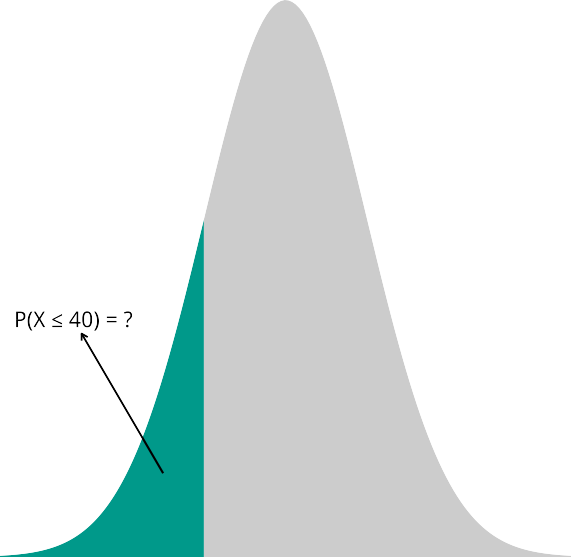 P(X ≤ 40) = ?